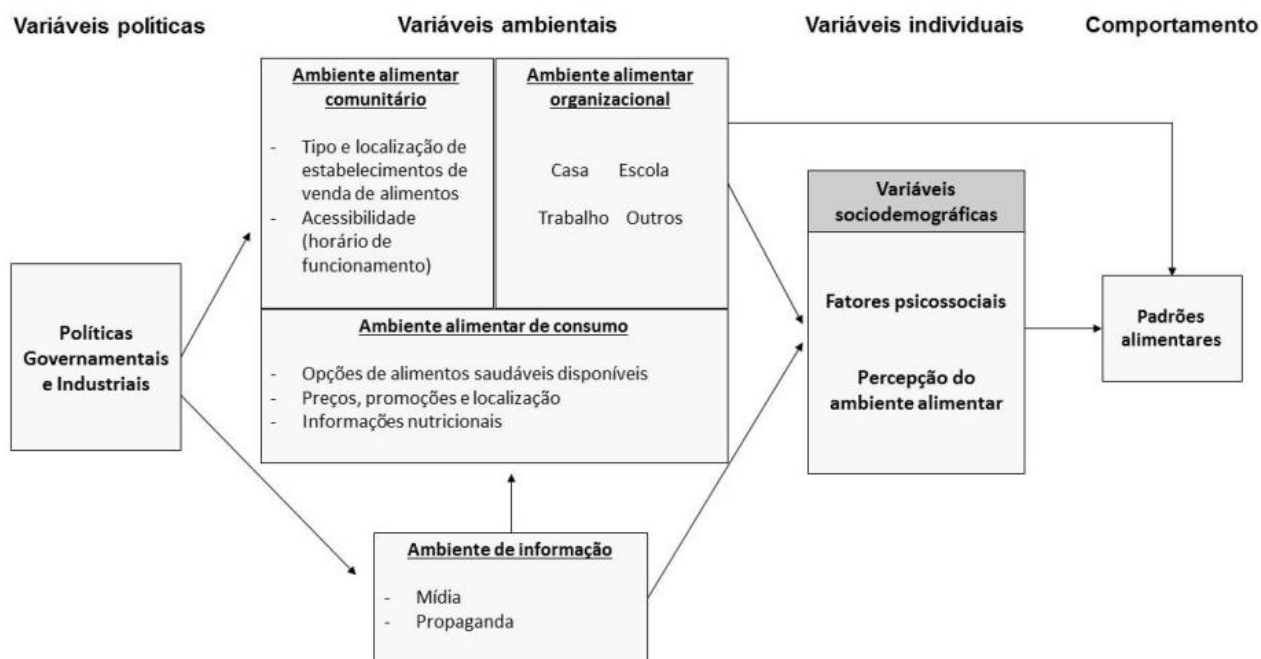 Variáveis políticas
Variáveis ambientais
Variáveis individuais
Comportamento
Políticas
Governamentais
e Industriais
Ambiente alimentar
comunitário
- Tipo e localização de
estabelecimentos de
venda de alimentos
- Acessibilidade
(horário de
funcionamento)
Ambiente alimentar
organizacional
Casa Escola
Trabalho Outros
Ambiente alimentar de consumo
- Opções de alimentos saudáveis disponíveis
- Preços, promoções e localização
- Informações nutricionais
Ambiente de informação
- Mídia
- Propaganda
Variáveis
sociodemográficas
Fatores psicossociais
Percepção do
ambiente alimentar
Padrões
alimentares